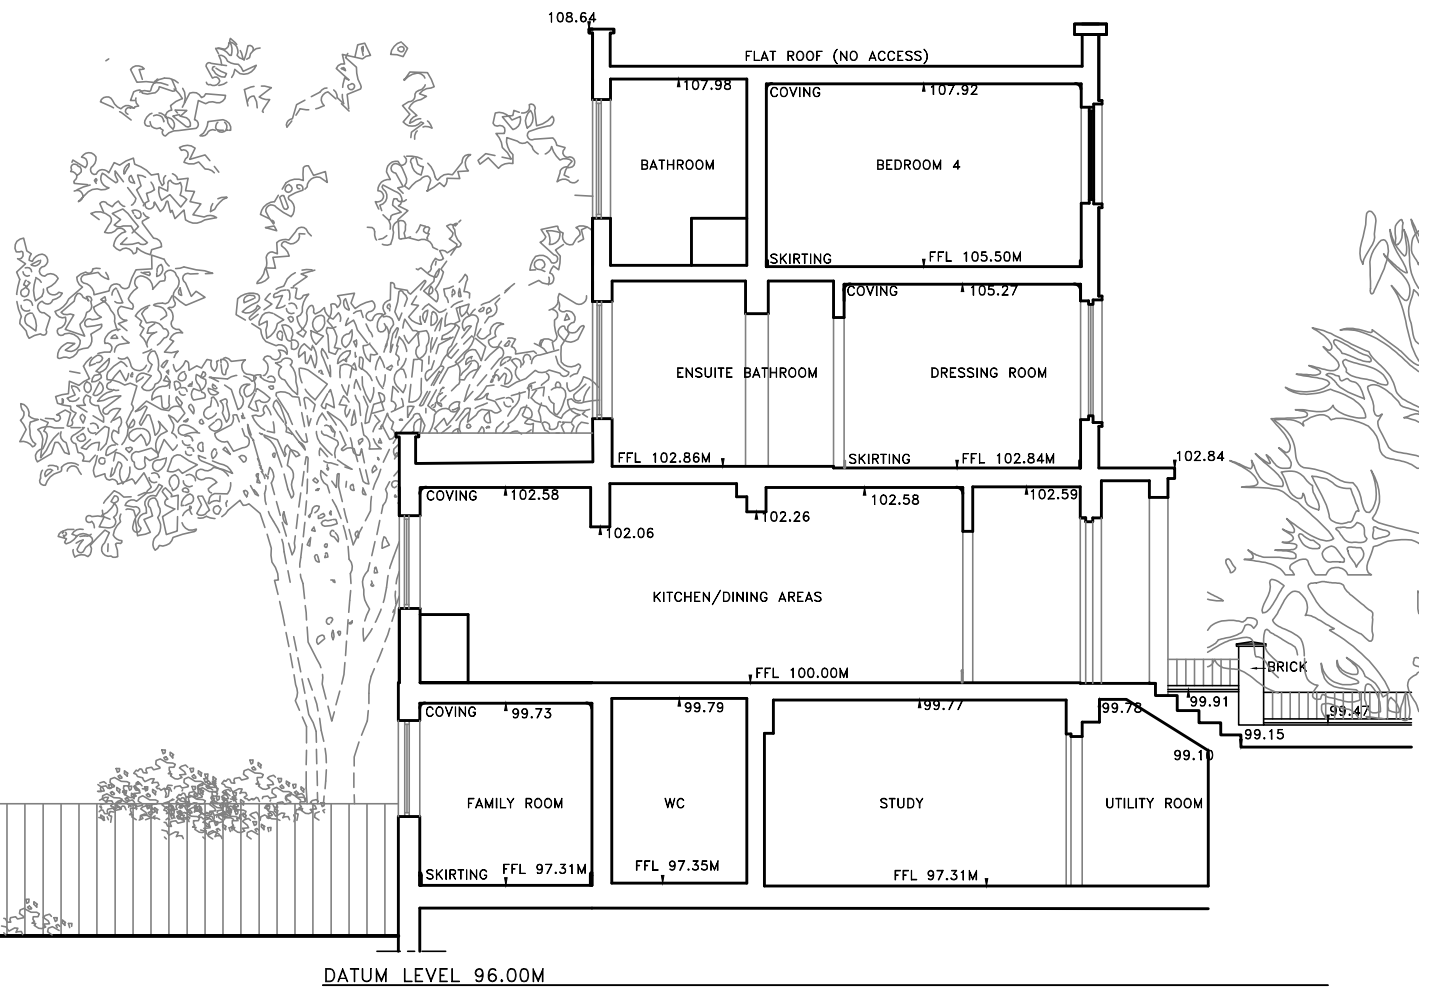 108.64
FLAT ROOF (NO ACCESS)
107.98
COVING
107.92
BATHROOM
BEDROOM 4
SKIRTING
FFL 105.50M
COVING
105.27
ENSUITE BATHROOM
DRESSING ROOM
FFL 102.86M
SKIRTING
FFL 102.84M
102.84
COVING
102.58
102.58
102.59
102.26
102.06
KITCHEN/DINING AREAS
FFL 100.00M
BRICK
COVING
99.73
99.79
99.77
99.78
99.91
99.47
99.15
99.10
FAMILY ROOM
WC
STUDY
UTILITY ROOM
SKIRTING
FFL 97.31M
FFL 97.35M
FFL 97.31M
DATUM LEVEL 96.00M